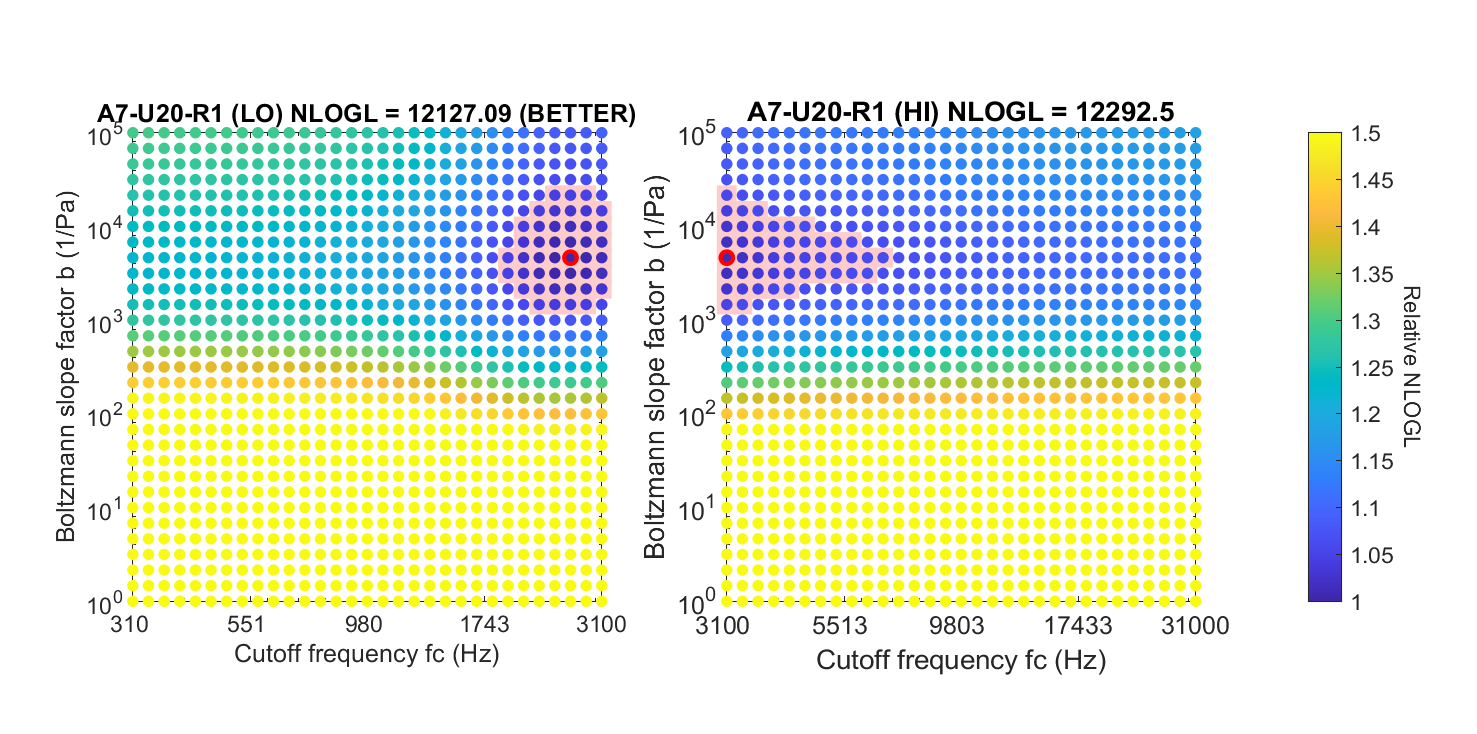 A7-U20-R1 (LO) NLOGL = 12127.09 (BETTER)
10^5
10^4
10^3
10^2
10^1
10^0
Boltzmann slope factor b (1/Pa)
310 551 980 1743 3100
Cutoff frequency fc (Hz)
A7-U20-R1 (HI) NLOGL = 12292.5
10^5
10^4
10^3
10^2
10^1
10^0
Boltzmann slope factor b (1/Pa)
3100 5513 9803 17433 31000
Cutoff frequency fc (Hz)
1.5
1.45
1.4
1.35
1.3
1.25
1.2
1.15
1.1
1.05
1
Relative NLOGL